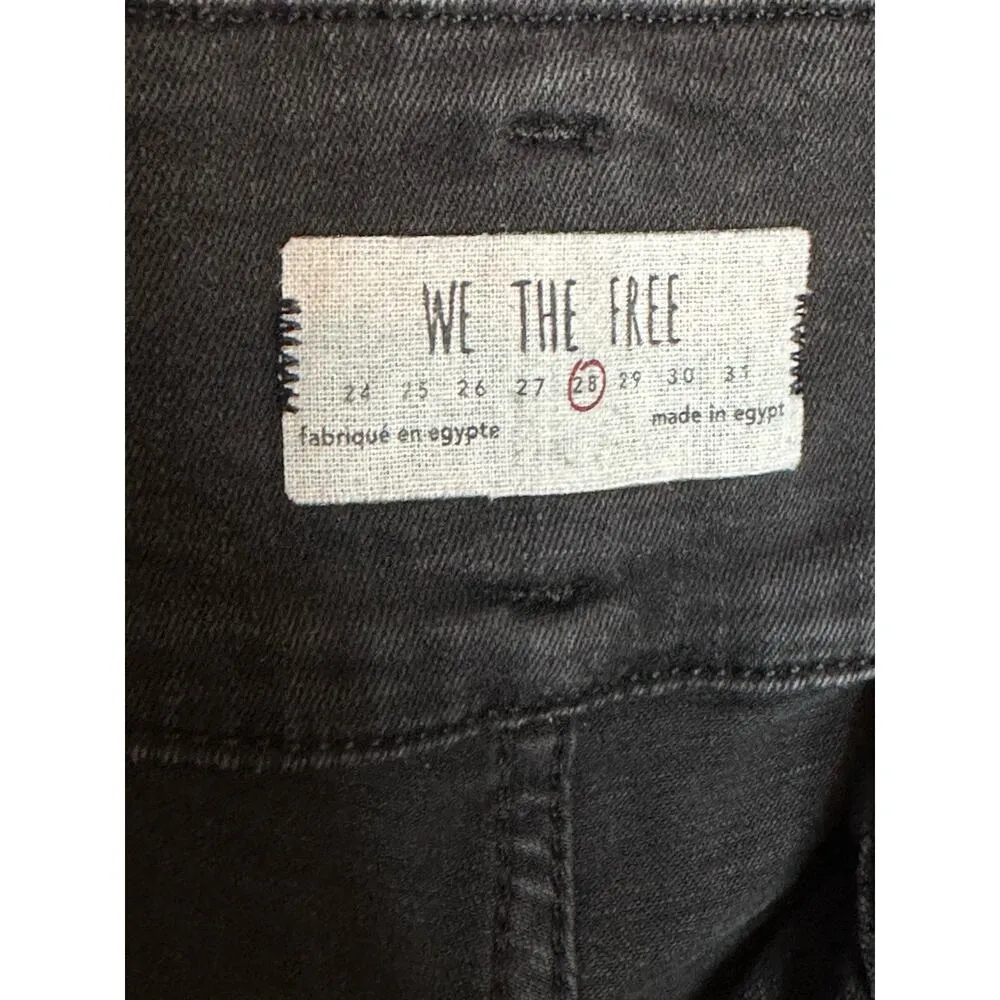 WE THE FREE
24 25 26 27 28 29 30 31
fabriqué en egypte made in egypt